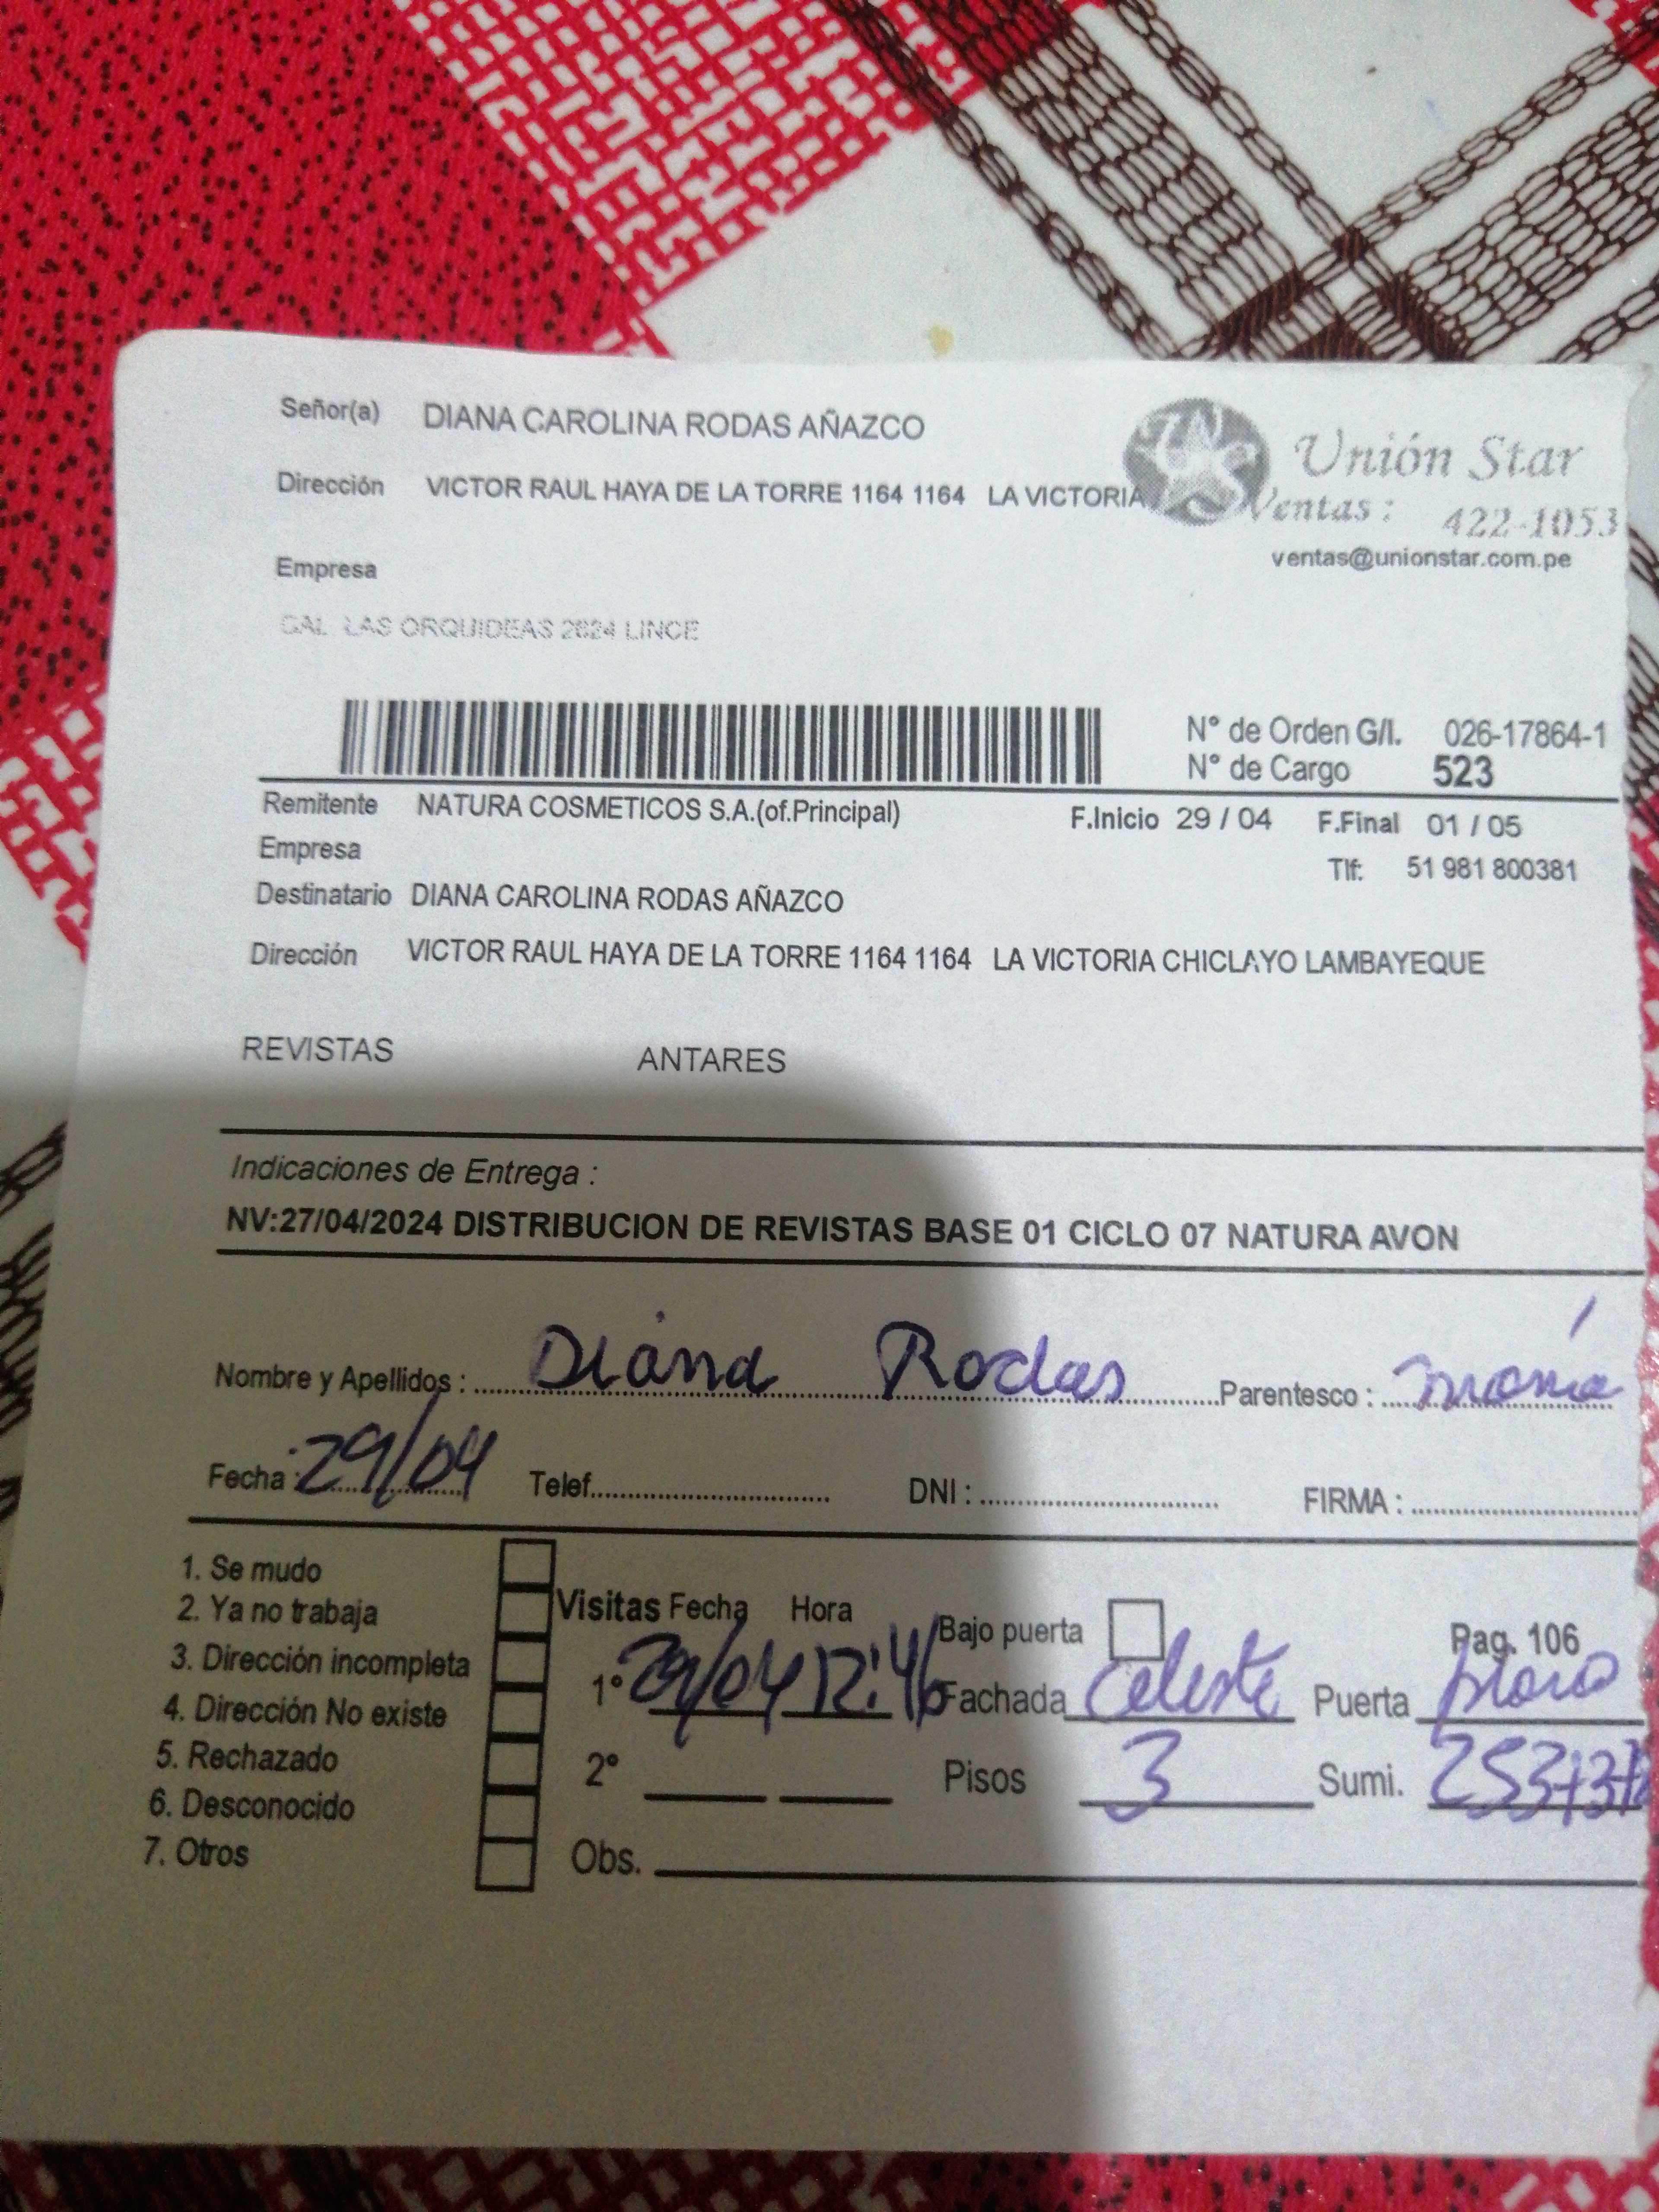 Señor(a) DIANA CAROLINA RODAS AÑAZCO
Unión Star
Dirección VICTOR RAUL HAYA DE LA TORRE 1164 1164 LA VICTORIA
Ventas : 422-1053
ventas@unionstar.com.pe
Empresa
CAL LAS ORQUIDEAS 2624 LINCE
N° de Orden G/I. 026-17864-1
N° de Cargo 523
Remitente NATURA COSMETICOS S.A.(of.Principal) F.Inicio 29 / 04 F.Final 01 / 05
Empresa
Tlf: 51 981 800381
Destinatario DIANA CAROLINA RODAS AÑAZCO
Dirección VICTOR RAUL HAYA DE LA TORRE 1164 1164 LA VICTORIA CHICLAYO LAMBAYEQUE
REVISTAS ANTARES
Indicaciones de Entrega :
NV:27/04/2024 DISTRIBUCION DE REVISTAS BASE 01 CICLO 07 NATURA AVON
Nombre y Apellidos : Diana Rodas Parentesco :
Fecha : 29/04 Telef. DNI : FIRMA :
1. Se mudo
2. Ya no trabaja
3. Dirección incompleta
4. Dirección No existe
5. Rechazado
6. Desconocido
7. Otros
Visitas Fecha Hora Bajo puerta Pag. 106
1° 29/04 12:46 Fachada Celeste Puerta
2° Pisos 3 Sumi.
Obs.